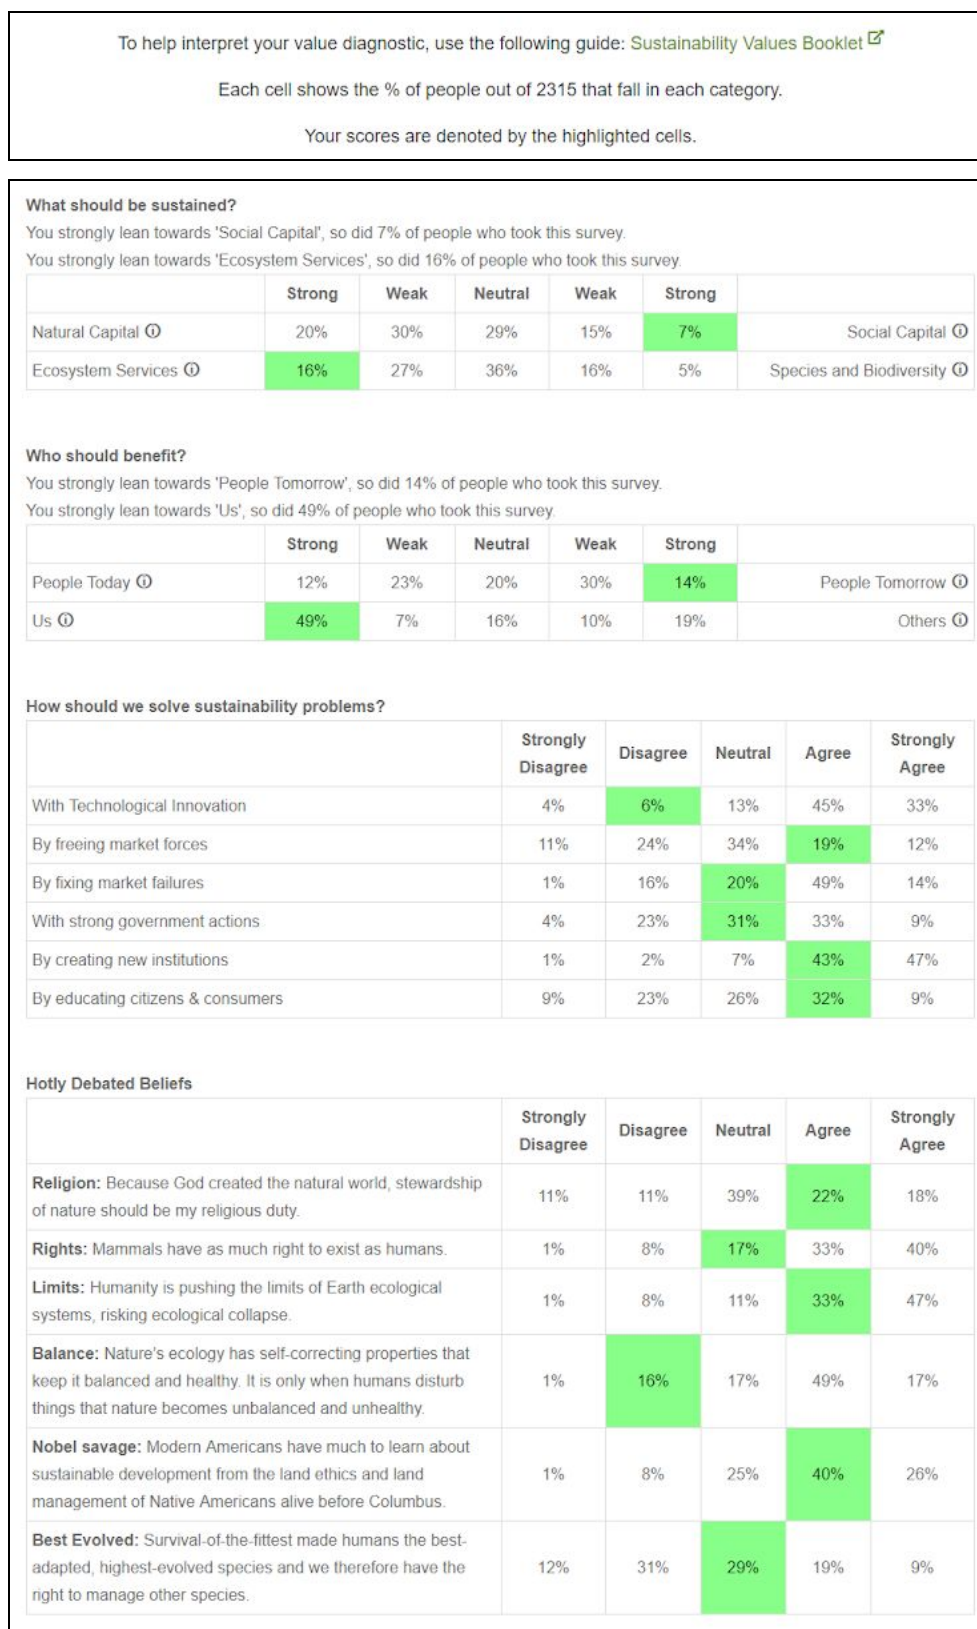 To help interpret your value diagnostic, use the following guide: Sustainability Values Booklet
Each cell shows the % of people out of 2315 that fall in each category.
Your scores are denoted by the highlighted cells.
What should be sustained?
You strongly lean towards 'Social Capital', so did 7% of people who took this survey.
You strongly lean towards 'Ecosystem Services', so did 16% of people who took this survey.
Strong Weak Neutral Weak Strong
Natural Capital 20% 30% 29% 15% 7% Social Capital
Ecosystem Services 16% 27% 36% 16% 5% Species and Biodiversity
Who should benefit?
You strongly lean towards 'People Tomorrow', so did 14% of people who took this survey.
You strongly lean towards 'Us', so did 49% of people who took this survey.
Strong Weak Neutral Weak Strong
People Today 12% 23% 20% 30% 14% People Tomorrow
Us 49% 7% 16% 10% 19% Others
How should we solve sustainability problems?
Strongly
Disagree Disagree Neutral Agree Strongly
Agree
With Technological Innovation 4% 6% 13% 45% 33%
By freeing market forces 11% 24% 34% 19% 12%
By fixing market failures 1% 16% 20% 49% 14%
With strong government actions 4% 23% 31% 33% 9%
By creating new institutions 1% 2% 7% 43% 47%
By educating citizens & consumers 9% 23% 26% 32% 9%
Hotly Debated Beliefs
Strongly
Disagree Disagree Neutral Agree Strongly
Agree
Religion: Because God created the natural world, stewardship
of nature should be my religious duty. 11% 11% 39% 22% 18%
Rights: Mammals have as much right to exist as humans. 1% 8% 17% 33% 40%
Limits: Humanity is pushing the limits of Earth ecological
systems, risking ecological collapse. 1% 8% 11% 33% 47%
Balance: Nature's ecology has self-correcting properties that
keep it balanced and healthy. It is only when humans disturb
things that nature becomes unbalanced and unhealthy. 1% 16% 17% 49% 17%
Nobel savage: Modern Americans have much to learn about
sustainable development from the land ethics and land
management of Native Americans alive before Columbus. 1% 8% 25% 40% 26%
Best Evolved: Survival-of-the-fittest made humans the best-
adapted, highest-evolved species and we therefore have the
right to manage other species. 12% 31% 29% 19% 9%